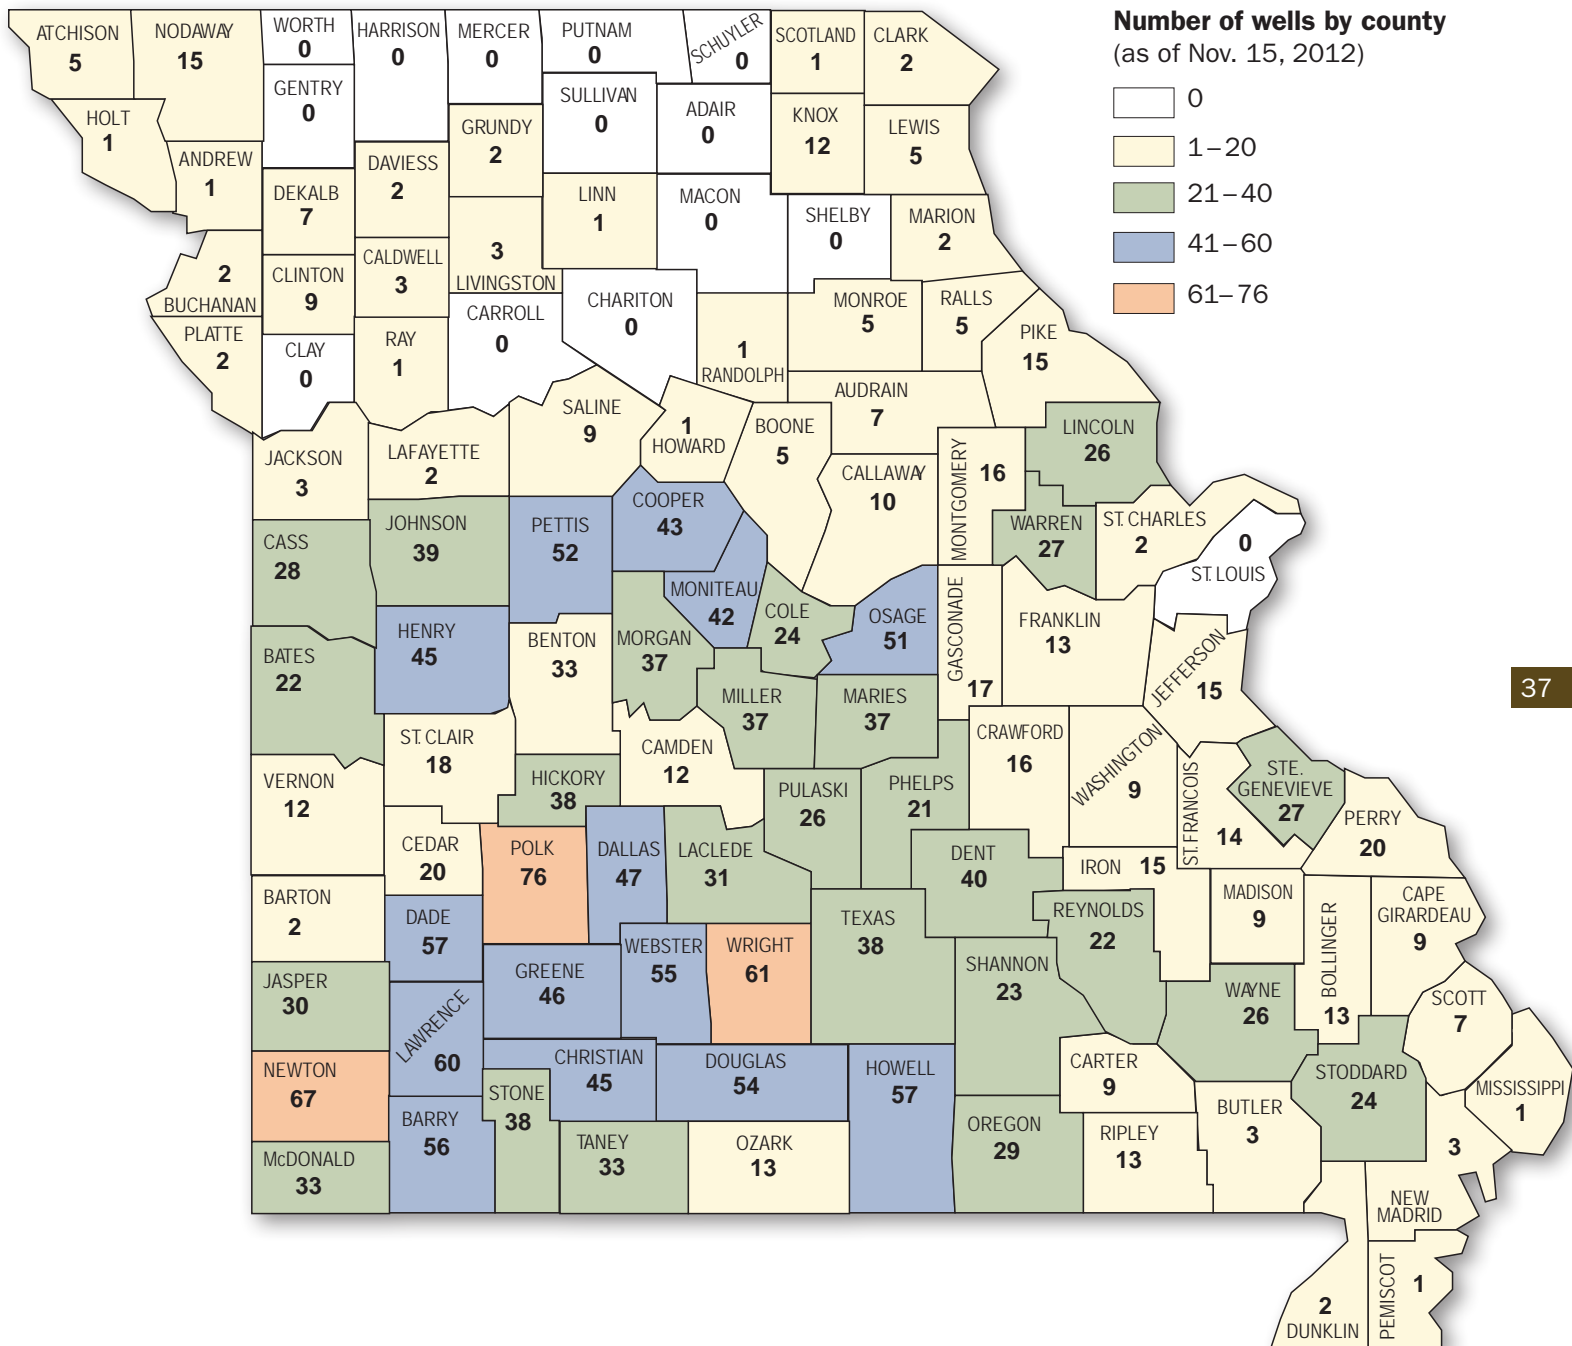 Number of wells by county
(as of Nov. 15, 2012)
0
1–20
21–40
41–60
61–76
ATCHISON
5
NODAWAY
15
WORTH
0
HARRISON
0
MERCER
0
PUTNAM
0
SCHUYLER
0
SCOTLAND
1
CLARK
2
HOLT
1
GENTRY
0
SULLIVAN
0
ADAIR
0
KNOX
12
LEWIS
5
GRUNDY
2
ANDREW
1
DAVIESS
2
DEKALB
7
LINN
1
MACON
0
SHELBY
0
MARION
2
2
BUCHANAN
CLINTON
9
CALDWELL
3
3
LIVINGSTON
CARROLL
0
CHARITON
0
1
RANDOLPH
MONROE
5
RALLS
5
PIKE
15
PLATTE
2
CLAY
0
RAY
1
SALINE
9
1
HOWARD
BOONE
5
AUDRAIN
7
LINCOLN
26
JACKSON
3
LAFAYETTE
2
CALLAWAY
10
MONTGOMERY
16
COOPER
43
PETTIS
52
JOHNSON
39
CASS
28
WARREN
27
ST. CHARLES
2
0
ST. LOUIS
MONITEAU
42
COLE
24
OSAGE
51
GASCONADE
17
FRANKLIN
13
JEFFERSON
15
37
HENRY
45
BENTON
33
MORGAN
37
BATES
22
MILLER
37
MARIES
37
ST. CLAIR
18
CAMDEN
12
CRAWFORD
16
WASHINGTON
9
ST. FRANCOIS
14
STE.
GENEVIEVE
27
PERRY
20
VERNON
12
HICKORY
38
PULASKI
26
PHELPS
21
CEDAR
20
POLK
76
DALLAS
47
LACLEDE
31
DENT
40
IRON 15
MADISON
9
CAPE
GIRARDEAU
9
BOLLINGER
13
BARTON
2
DADE
57
REYNOLDS
22
TEXAS
38
WEBSTER
55
WRIGHT
61
GREENE
46
SHANNON
23
WAYNE
26
SCOTT
7
JASPER
30
LAWRENCE
60
CHRISTIAN
45
DOUGLAS
54
HOWELL
57
CARTER
9
STODDARD
24
MISSISSIPPI
1
NEWTON
67
STONE
38
BARRY
56
BUTLER
3
OREGON
29
RIPLEY
13
McDONALD
33
TANEY
33
OZARK
13
3
NEW
MADRID
2
DUNKLIN
PEMISCOT
1